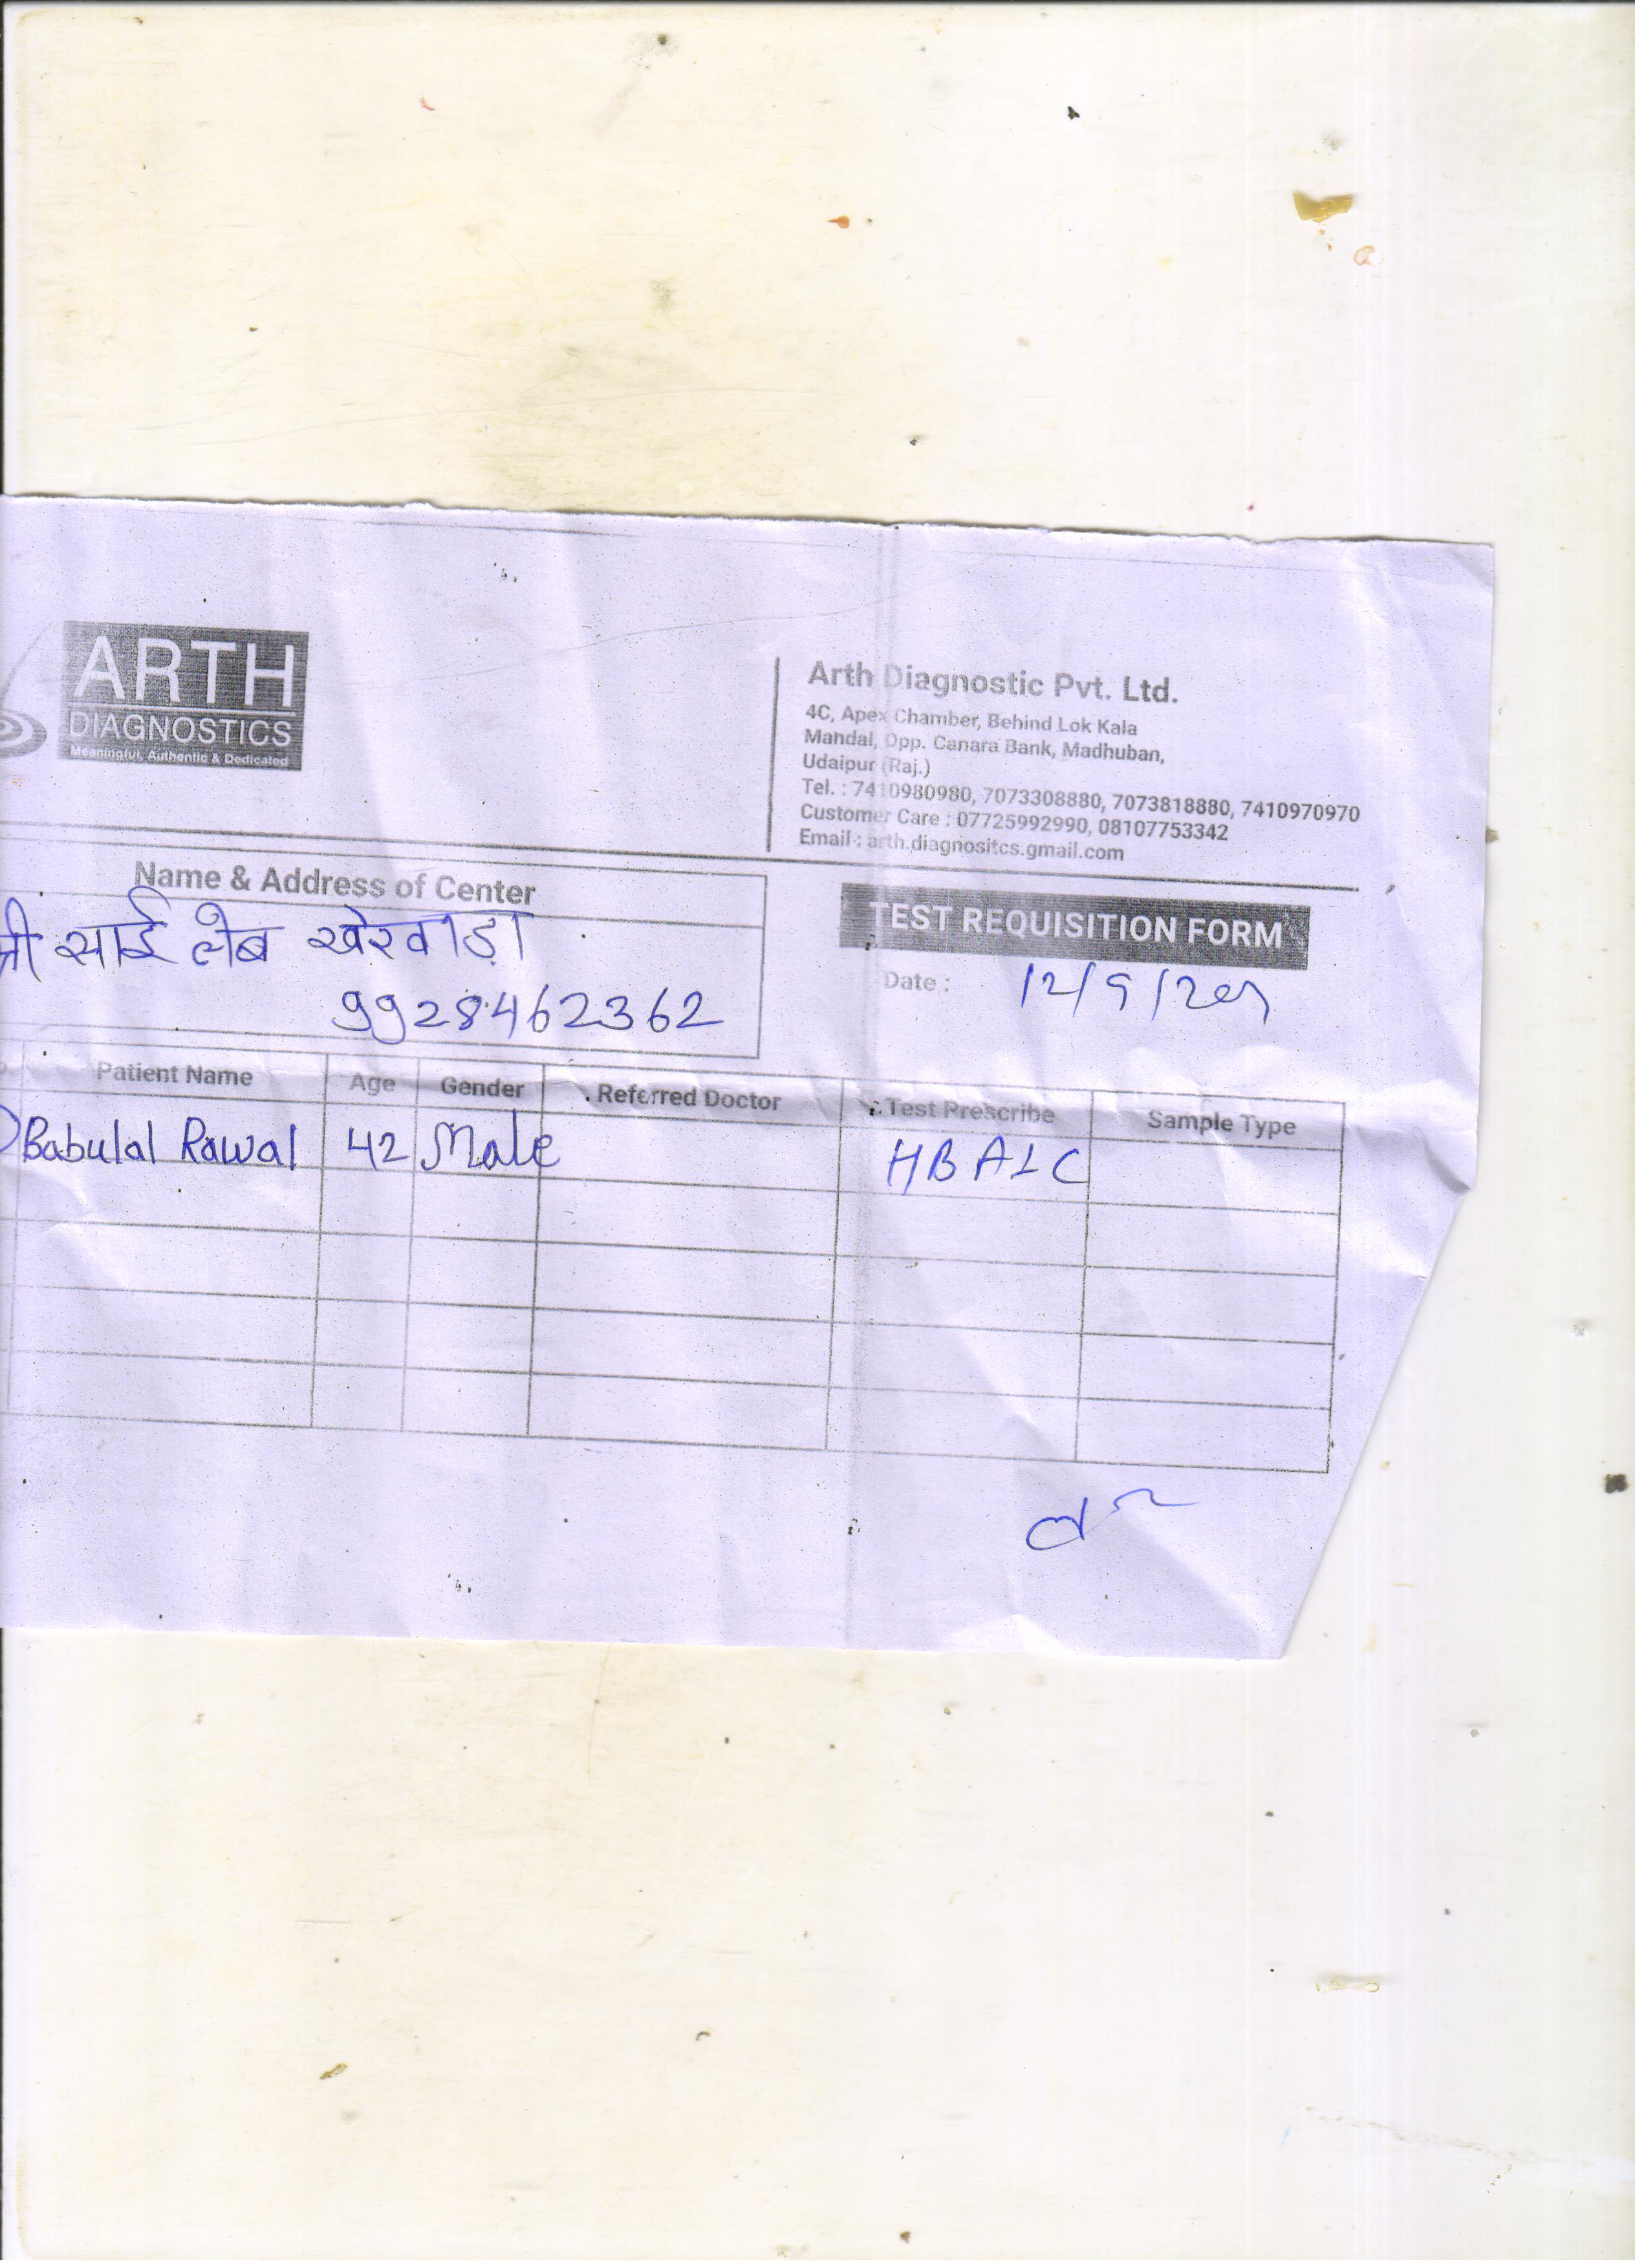 ARTH
DIAGNOSTICS
Meaningful, Authentic & Dedicated
Arth Diagnostic Pvt. Ltd.
4C, Apex Chamber, Behind Lok Kala
Mandal, Opp. Canara Bank, Madhuban,
Udaipur (Raj.)
Tel. : 7410980980, 7073308880, 7073818880, 7410970970
Customer Care : 07725992990, 08107753342
Email : arth.diagnositcs.gmail.com
Name & Address of Center
साई लेब खेरवाड़ा
9928462362
TEST REQUISITION FORM
Date : 12/9/
Patient Name Age Gender Referred Doctor Test Prescribe Sample Type
Babulal Rawal 42 Male HBA1C